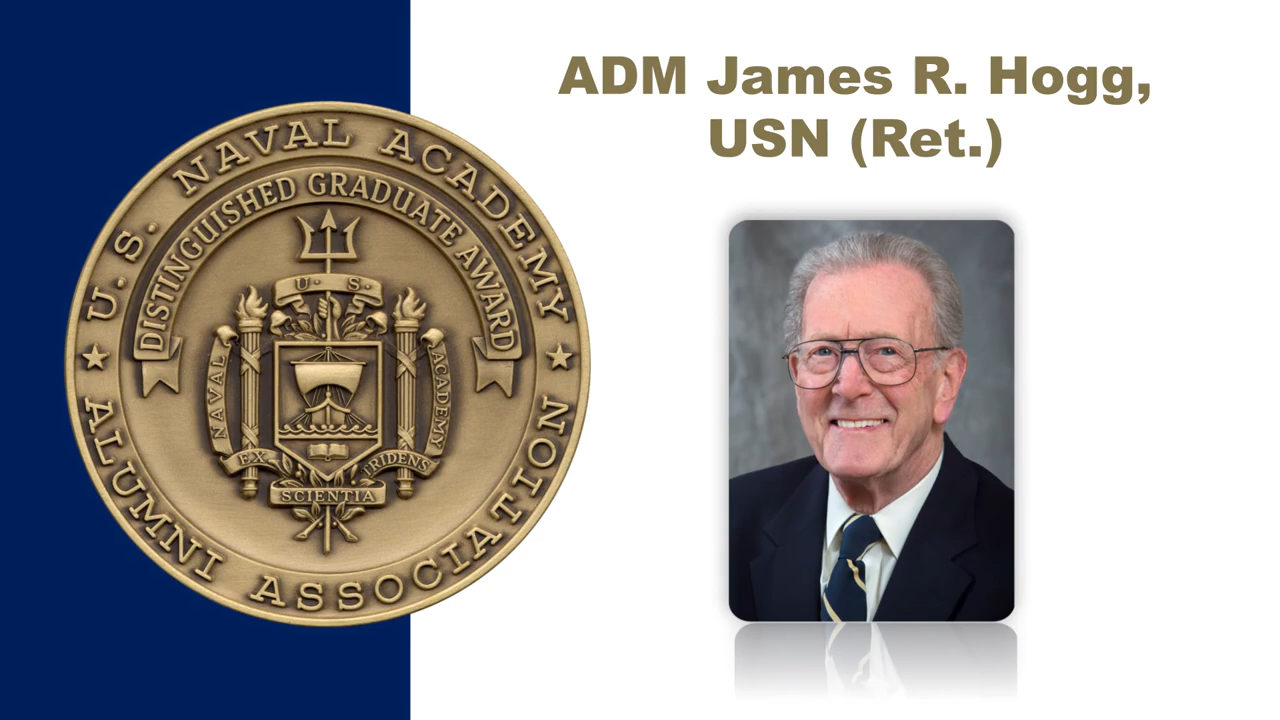 ADM James R. Hogg,
USN (Ret.)
U.S. NAVAL ACADEMY
DISTINGUISHED GRADUATE AWARD
U· S·
NAVAL
ACADEMY
EX
TRIDENS
SCIENTIA
★ ALUMNI ASSOCIATION ★